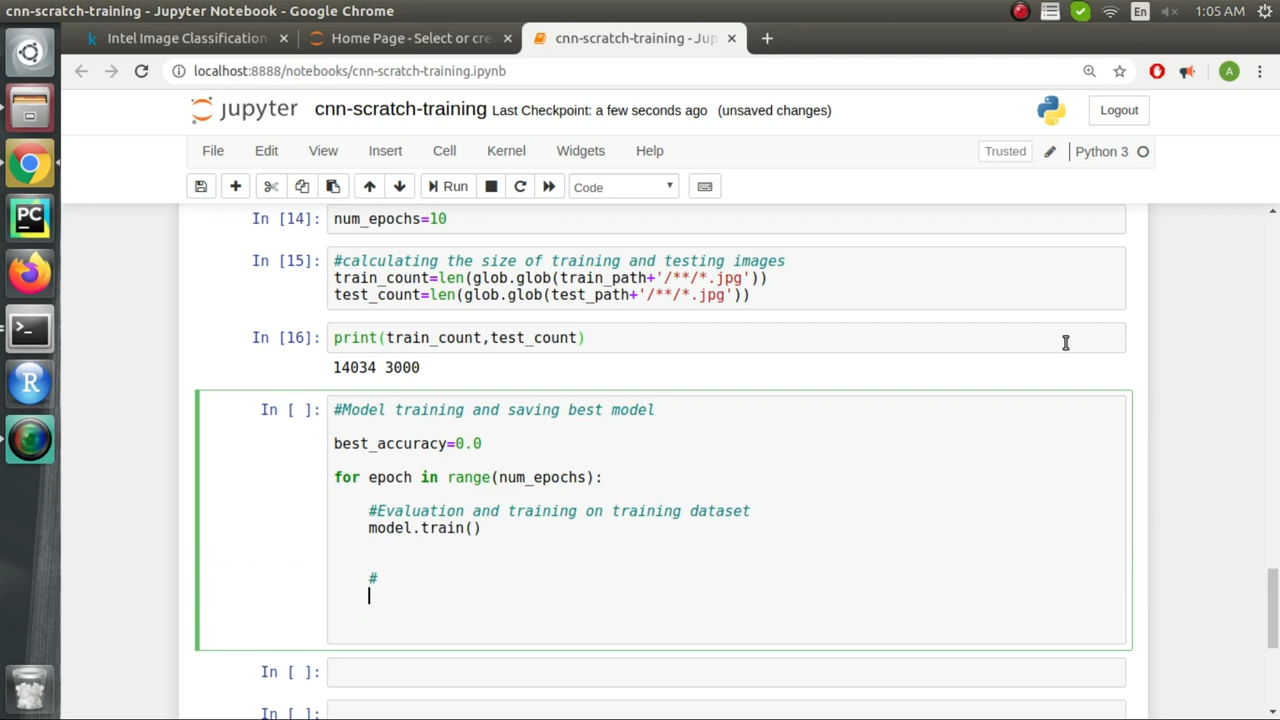 cnn-scratch-training - Jupyter Notebook - Google Chrome
En
1:05 AM
Intel Image Classification
Home Page - Select or cre
cnn-scratch-training - Jup
localhost:8888/notebooks/cnn-scratch-training.ipynb
A
jupyter cnn-scratch-training Last Checkpoint: a few seconds ago (unsaved changes)
Logout
File Edit View Insert Cell Kernel Widgets Help
Trusted
Python 3
Run
Code
PC
R
In [14]: num_epochs=10
In [15]: #calculating the size of training and testing images
train_count=len(glob.glob(train_path+'/**/*.jpg'))
test_count=len(glob.glob(test_path+'/**/*.jpg'))
In [16]: print(train_count,test_count)
14034 3000
In [ ]: #Model training and saving best model
best_accuracy=0.0
for epoch in range(num_epochs):
#Evaluation and training on training dataset
model.train()
#
In [ ]:
In [ ]: